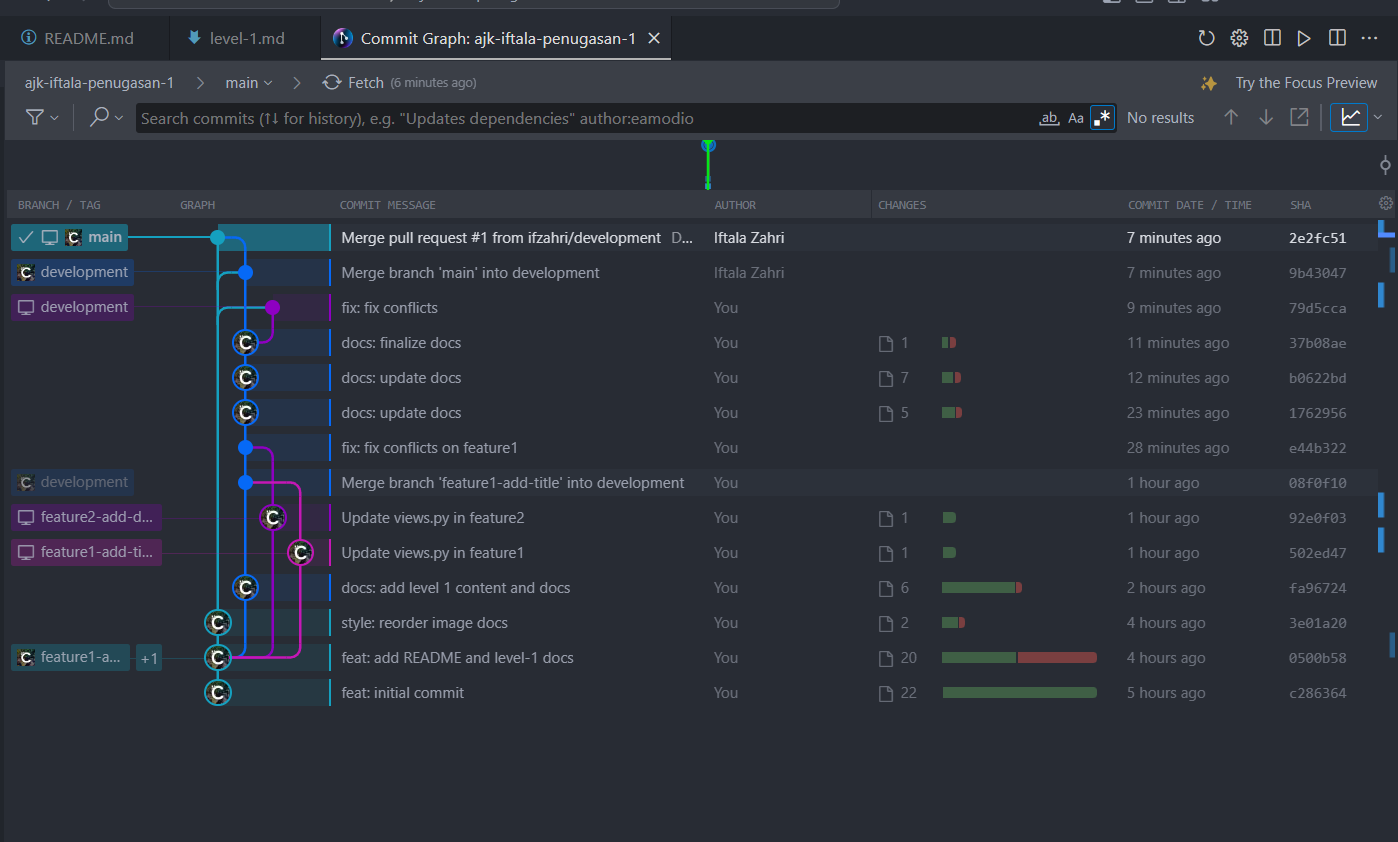 README.md level-1.md Commit Graph: ajk-iftala-penugasan-1
ajk-iftala-penugasan-1 main Fetch (6 minutes ago) Try the Focus Preview
Search commits (↑↓ for history), e.g. "Updates dependencies" author:eamodio ab, Aa .* No results
BRANCH / TAG GRAPH COMMIT MESSAGE AUTHOR CHANGES COMMIT DATE / TIME SHA
main Merge pull request #1 from ifzahri/development D... Iftala Zahri 7 minutes ago 2e2fc51
development Merge branch 'main' into development Iftala Zahri 7 minutes ago 9b43047
development fix: fix conflicts You 9 minutes ago 79d5cca
docs: finalize docs You 1 11 minutes ago 37b08ae
docs: update docs You 7 12 minutes ago b0622bd
docs: update docs You 5 23 minutes ago 1762956
fix: fix conflicts on feature1 You 28 minutes ago e44b322
development Merge branch 'feature1-add-title' into development You 1 hour ago 08f0f10
feature2-add-d... Update views.py in feature2 You 1 1 hour ago 92e0f03
feature1-add-ti... Update views.py in feature1 You 1 1 hour ago 502ed47
docs: add level 1 content and docs You 6 2 hours ago fa96724
style: reorder image docs You 2 4 hours ago 3e01a20
feature1-a... +1 feat: add README and level-1 docs You 20 4 hours ago 0500b58
feat: initial commit You 22 5 hours ago c286364